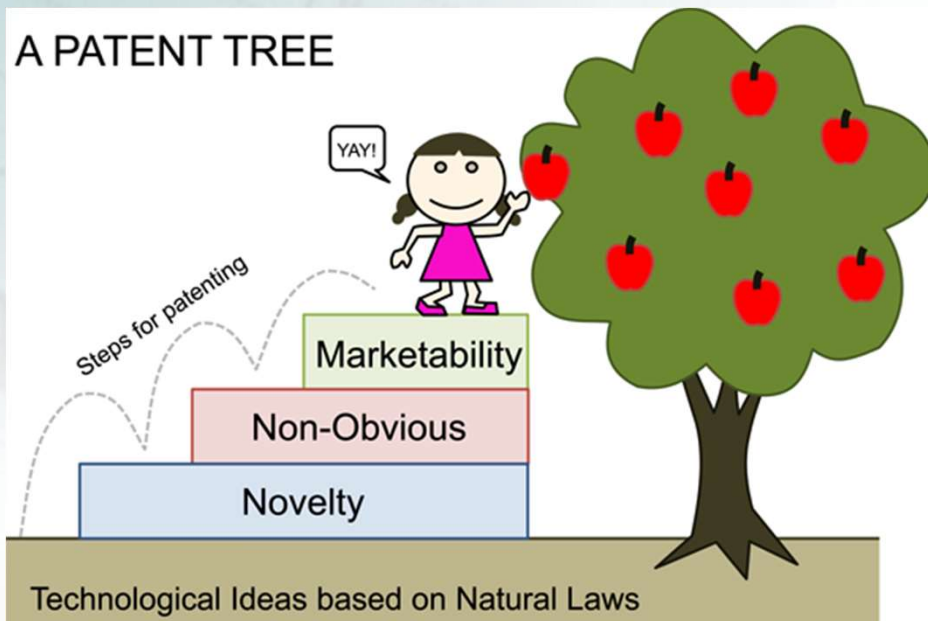 A PATENT TREE
YAY!
Steps for patenting
Marketability
Non-Obvious
Novelty
Technological Ideas based on Natural Laws